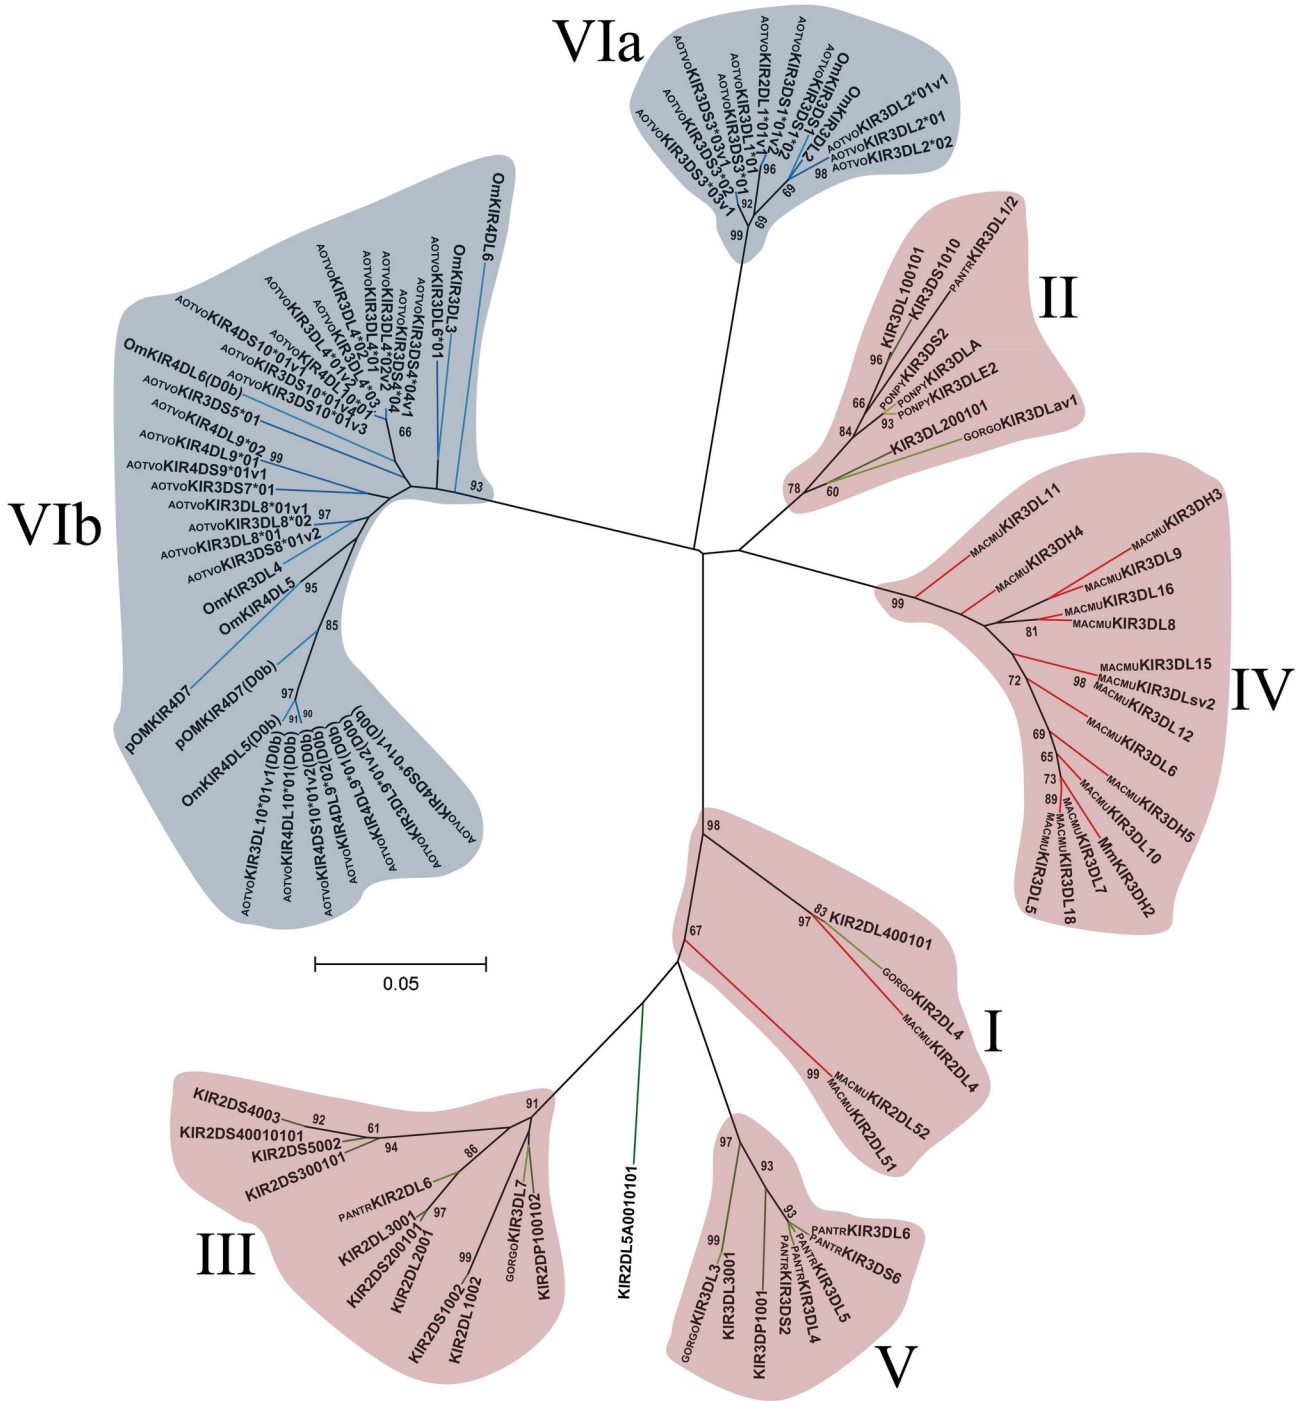 VIa
AOTVOKIR3DS3*03v1
AOTVOKIR3DS3*02
AOTVOKIR3DS3*03v1
AOTVOKIR3DS3*01
AOTVOKIR3DL1*01
AOTVOKIR2DL1*01v1
AOTVOKIR3DS1*01v2
AOTVOKIR3DS1*02
OmKIR3DS1
OmKIR3DL2
AOTVOKIR3DL2*01v1
AOTVOKIR3DL2*01
AOTVOKIR3DL2*02
96
98
69
92
69
99
II
KIR3DL100101
KIR3DS1010
PANTRKIR3DL1/2
PONPYKIR3DS2
PONPYKIR3DLA
PONPYKIR3DLE2
KIR3DL200101
GORGOKIR3DLav1
96
66
93
84
78
60
IV
MACMUKIR3DL11
MACMUKIR3DH4
MACMUKIR3DH3
MACMUKIR3DL9
MACMUKIR3DL16
MACMUKIR3DL8
MACMUKIR3DL15
MACMUKIR3DLsv2
MACMUKIR3DL12
MACMUKIR3DL6
MACMUKIR3DH5
MACMUKIR3DL10
MmKIR3DH2
MACMUKIR3DL7
MACMUKIR3DL18
MACMUKIR3DL5
99
81
98
72
69
65
73
89
VIb
OmKIR4DL6
OmKIR3DL3
AOTVOKIR3DL6*01
AOTVOKIR3DS4*04v1
AOTVOKIR3DS4*04
AOTVOKIR3DL4*02v2
AOTVOKIR3DL4*01
AOTVOKIR3DL4*02
AOTVOKIR3DL4*03
AOTVOKIR3DL4*01v2
AOTVOKIR4DL10*01
AOTVOKIR4DS10*01v1
AOTVOKIR3DS10*01v4
AOTVOKIR3DS10*01v3
OmKIR4DL6(D0b)
AOTVOKIR3DS5*01
AOTVOKIR4DL9*02
AOTVOKIR4DL9*01
AOTVOKIR4DS9*01v1
AOTVOKIR3DS7*01
AOTVOKIR3DL8*01v1
AOTVOKIR3DL8*02
AOTVOKIR3DL8*01
AOTVOKIR3DS8*01v2
OmKIR3DL4
OmKIR4DL5
pOMKIR4D7
pOMKIR4D7(D0b)
OmKIR4DL5(D0b)
AOTVOKIR3DL10*01v1(D0b)
AOTVOKIR4DL10*01(D0b)
AOTVOKIR4DS10*01v2(D0b)
AOTVOKIR4DL9*02(D0b)
AOTVOKIR4DL9*01(D0b)
AOTVOKIR3DL9*01v2(D0b)
AOTVOKIR4DS9*01v1(D0b)
66
93
99
97
95
85
97
91
90
0.05
I
98
67
83
97
KIR2DL400101
GORGOKIR2DL4
MACMUKIR2DL4
99
MACMUKIR2DL52
MACMUKIR2DL51
III
KIR2DS4003
KIR2DS40010101
KIR2DS5002
KIR2DS300101
PANTRKIR2DL6
KIR2DL3001
KIR2DS200101
KIR2DL2001
KIR2DS1002
KIR2DL1002
GORGOKIR3DL7
KIR2DP100102
91
92
61
94
86
97
99
KIR2DL5A0010101
V
97
93
93
99
GORGOKIR3DL3
KIR3DL3001
KIR3DP1001
PANTRKIR3DS2
PANTRKIR3DL4
PANTRKIR3DL5
PANTRKIR3DS6
PANTRKIR3DL6